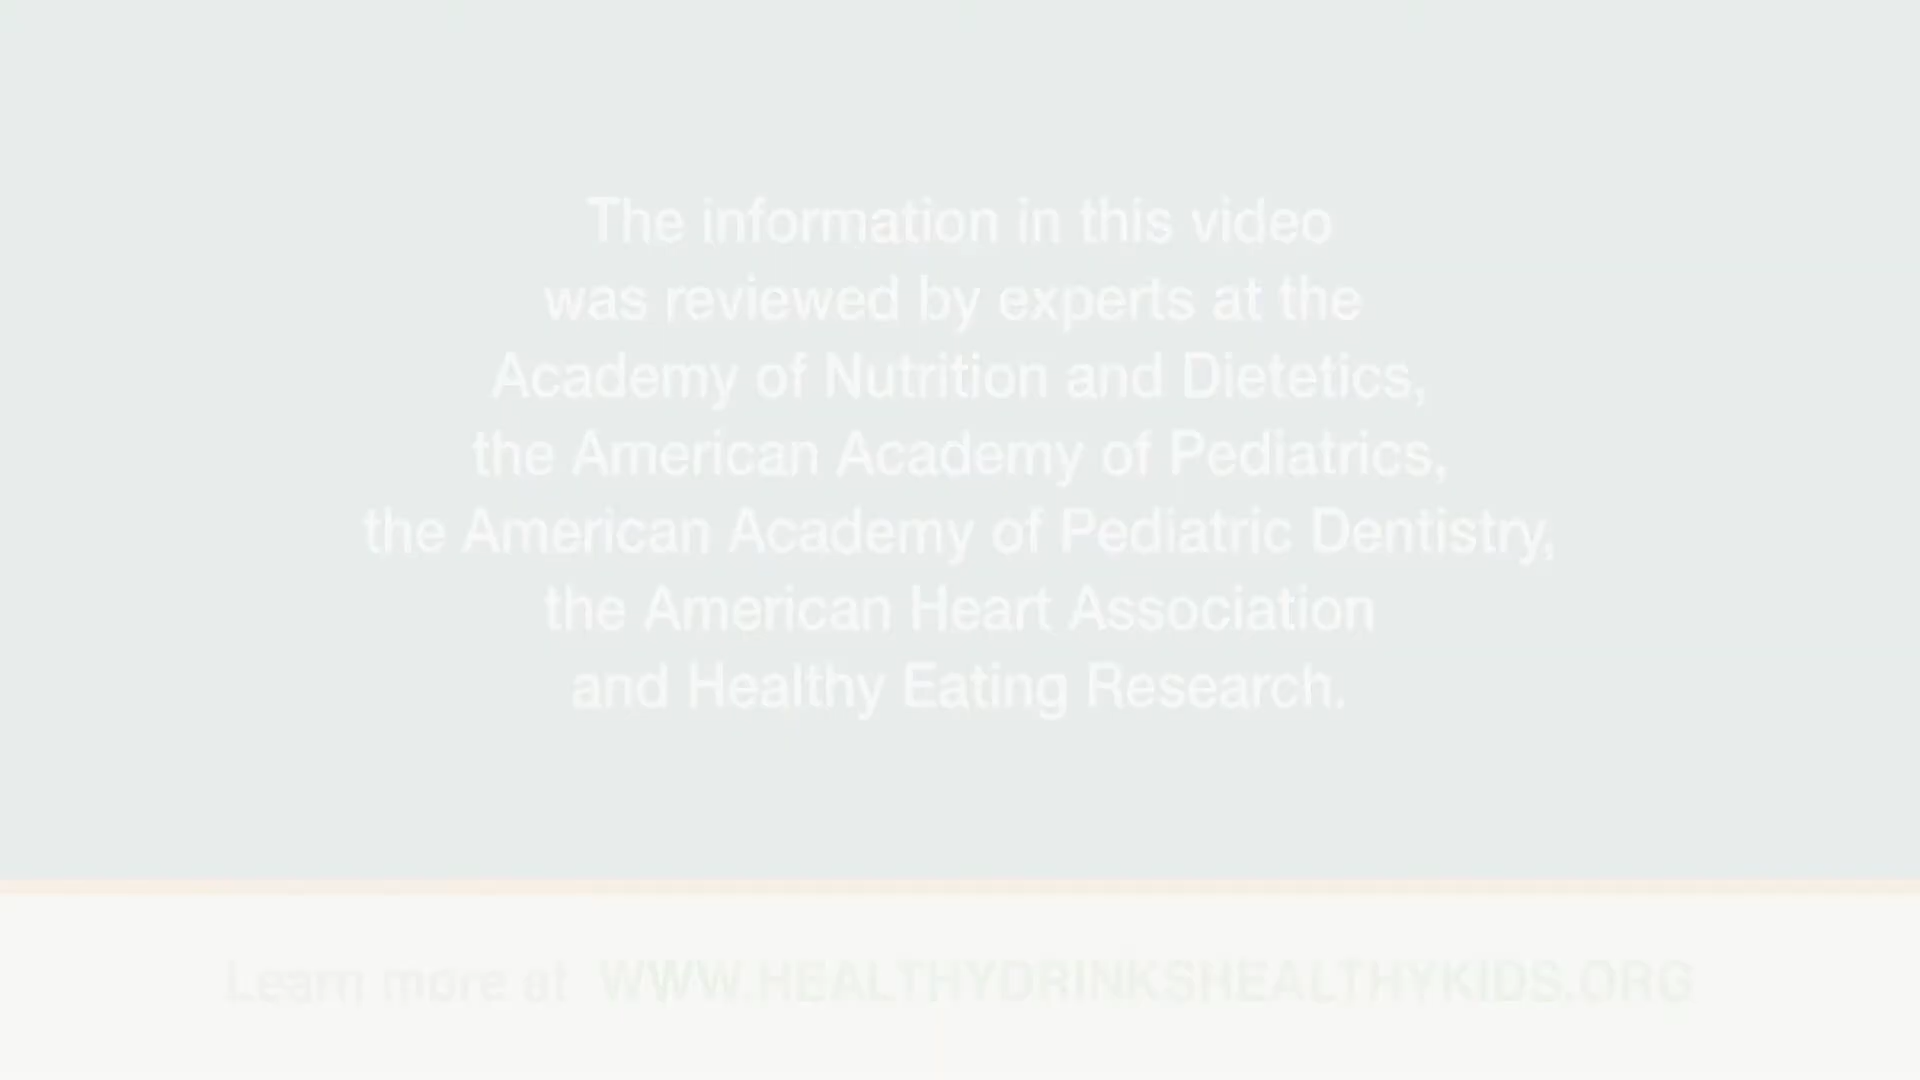 The information in this video
was reviewed by experts at the
Academy of Nutrition and Dietetics,
the American Academy of Pediatrics,
the American Academy of Pediatric Dentistry,
the American Heart Association
and Healthy Eating Research.
Learn more at WWW.HEALTHYDRINKSHEALTHYKIDS.ORG